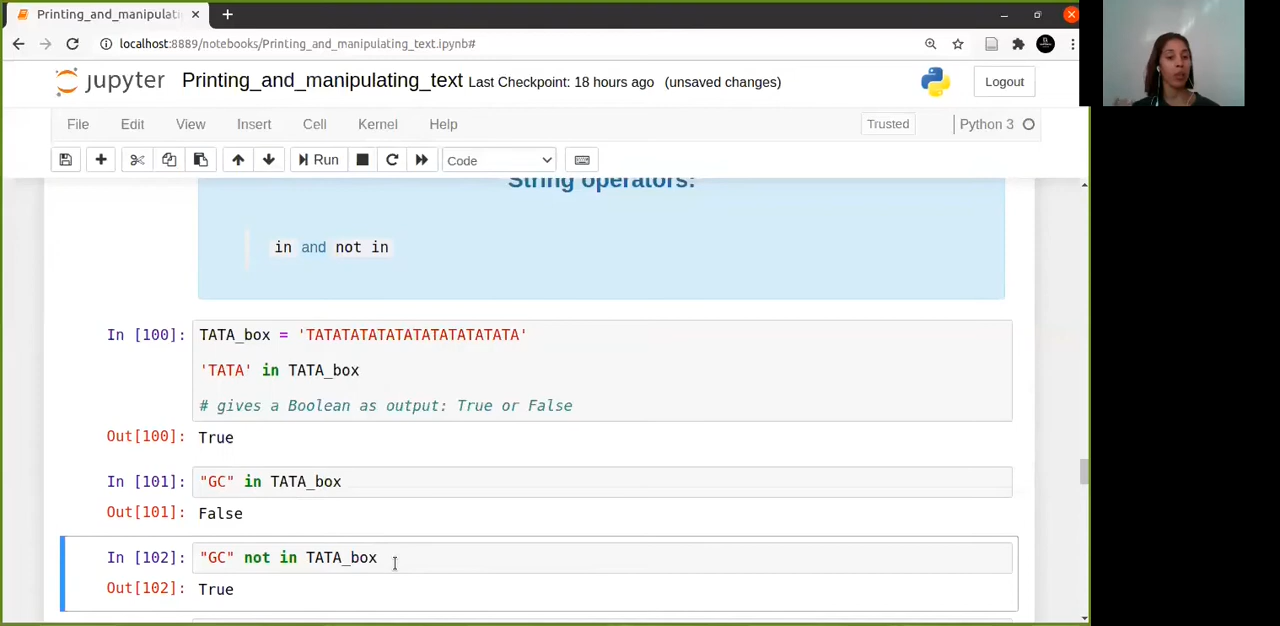 Printing_and_manipulati
localhost:8889/notebooks/Printing_and_manipulating_text.ipynb#
jupyter Printing_and_manipulating_text Last Checkpoint: 18 hours ago (unsaved changes) Logout
File Edit View Insert Cell Kernel Help Trusted Python 3
Run Code
String operators:
in and not in
In [100]: TATA_box = 'TATATATATATATATATATATATA'
'TATA' in TATA_box
# gives a Boolean as output: True or False
Out[100]: True
In [101]: "GC" in TATA_box
Out[101]: False
In [102]: "GC" not in TATA_box
Out[102]: True